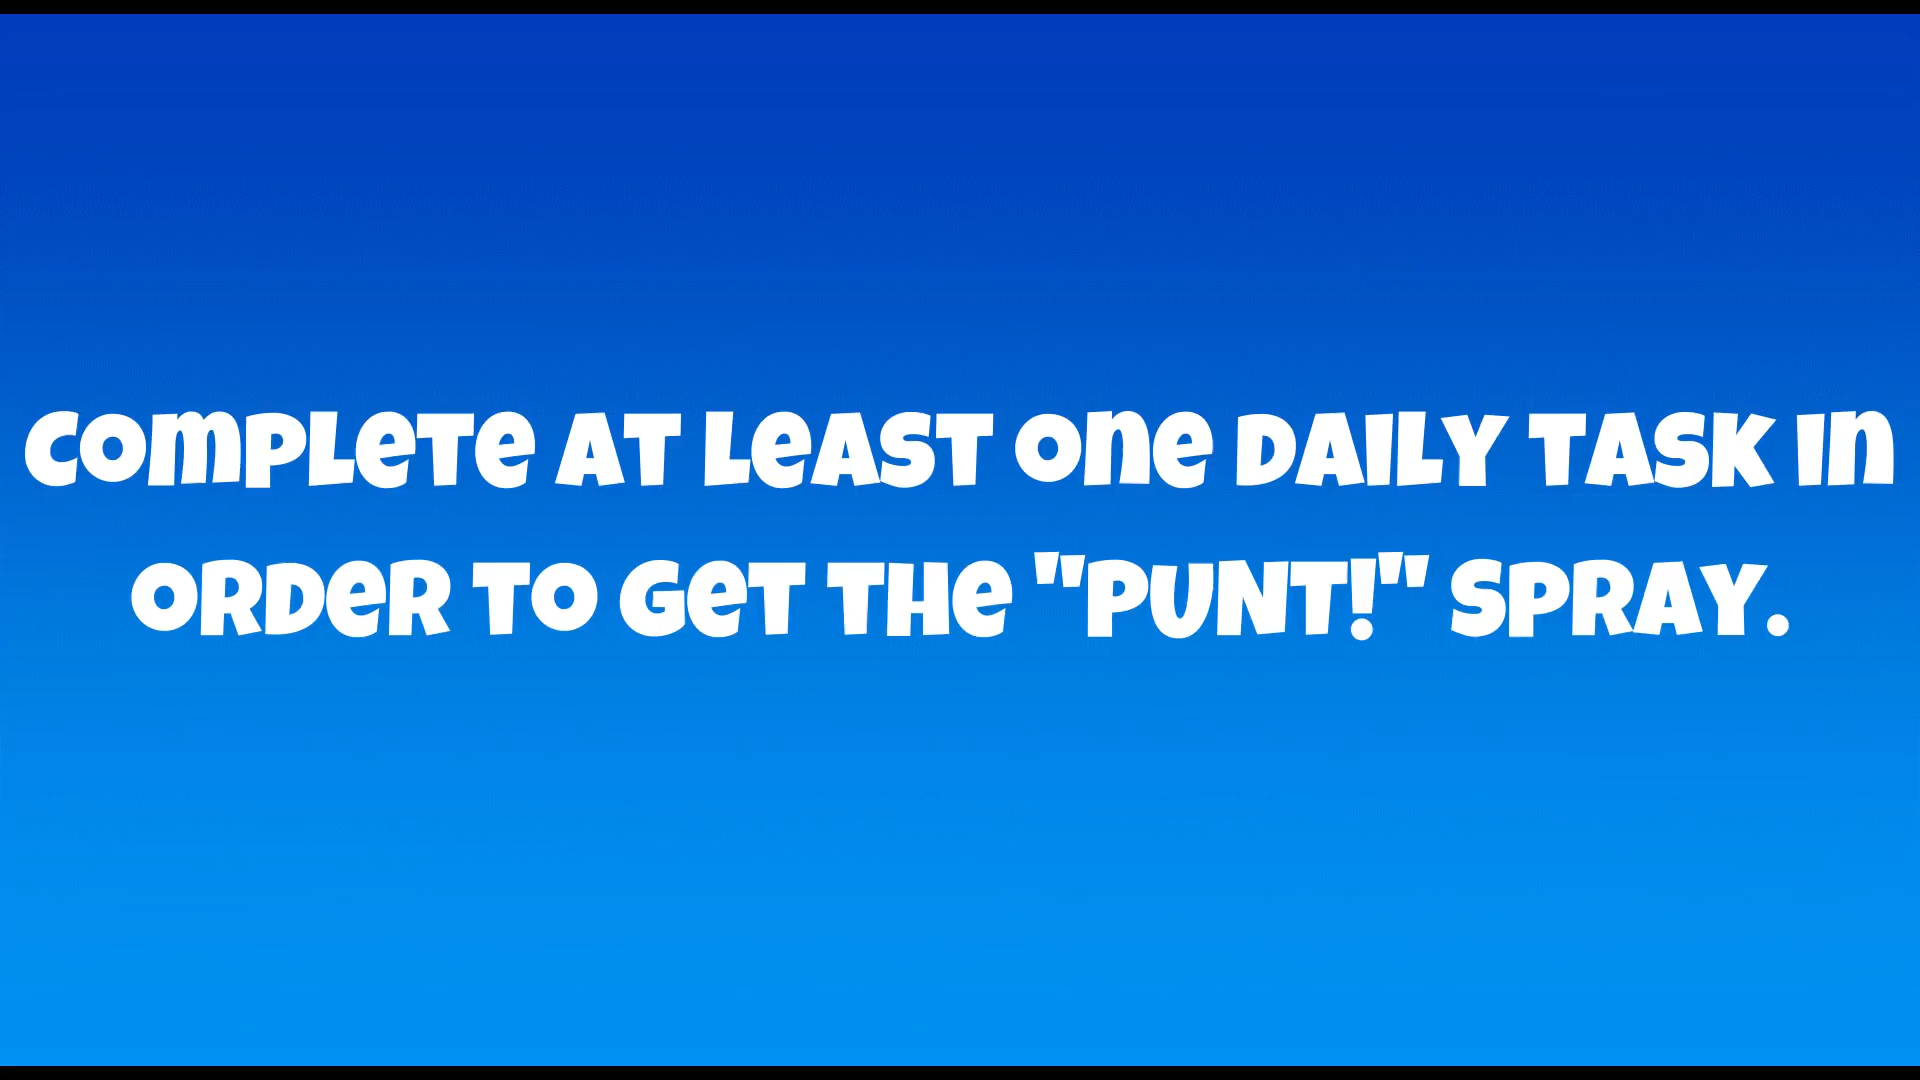 Complete at least one daily task in
order to get the "PUNT!" spray.